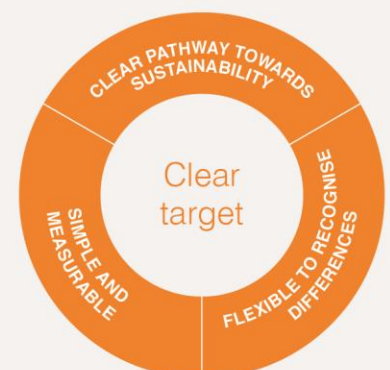 CLEAR PATHWAY TOWARDS
SUSTAINABILITY
Clear
target
SIMPLE AND
MEASURABLE
FLEXIBLE TO RECOGNISE
DIFFERENCES